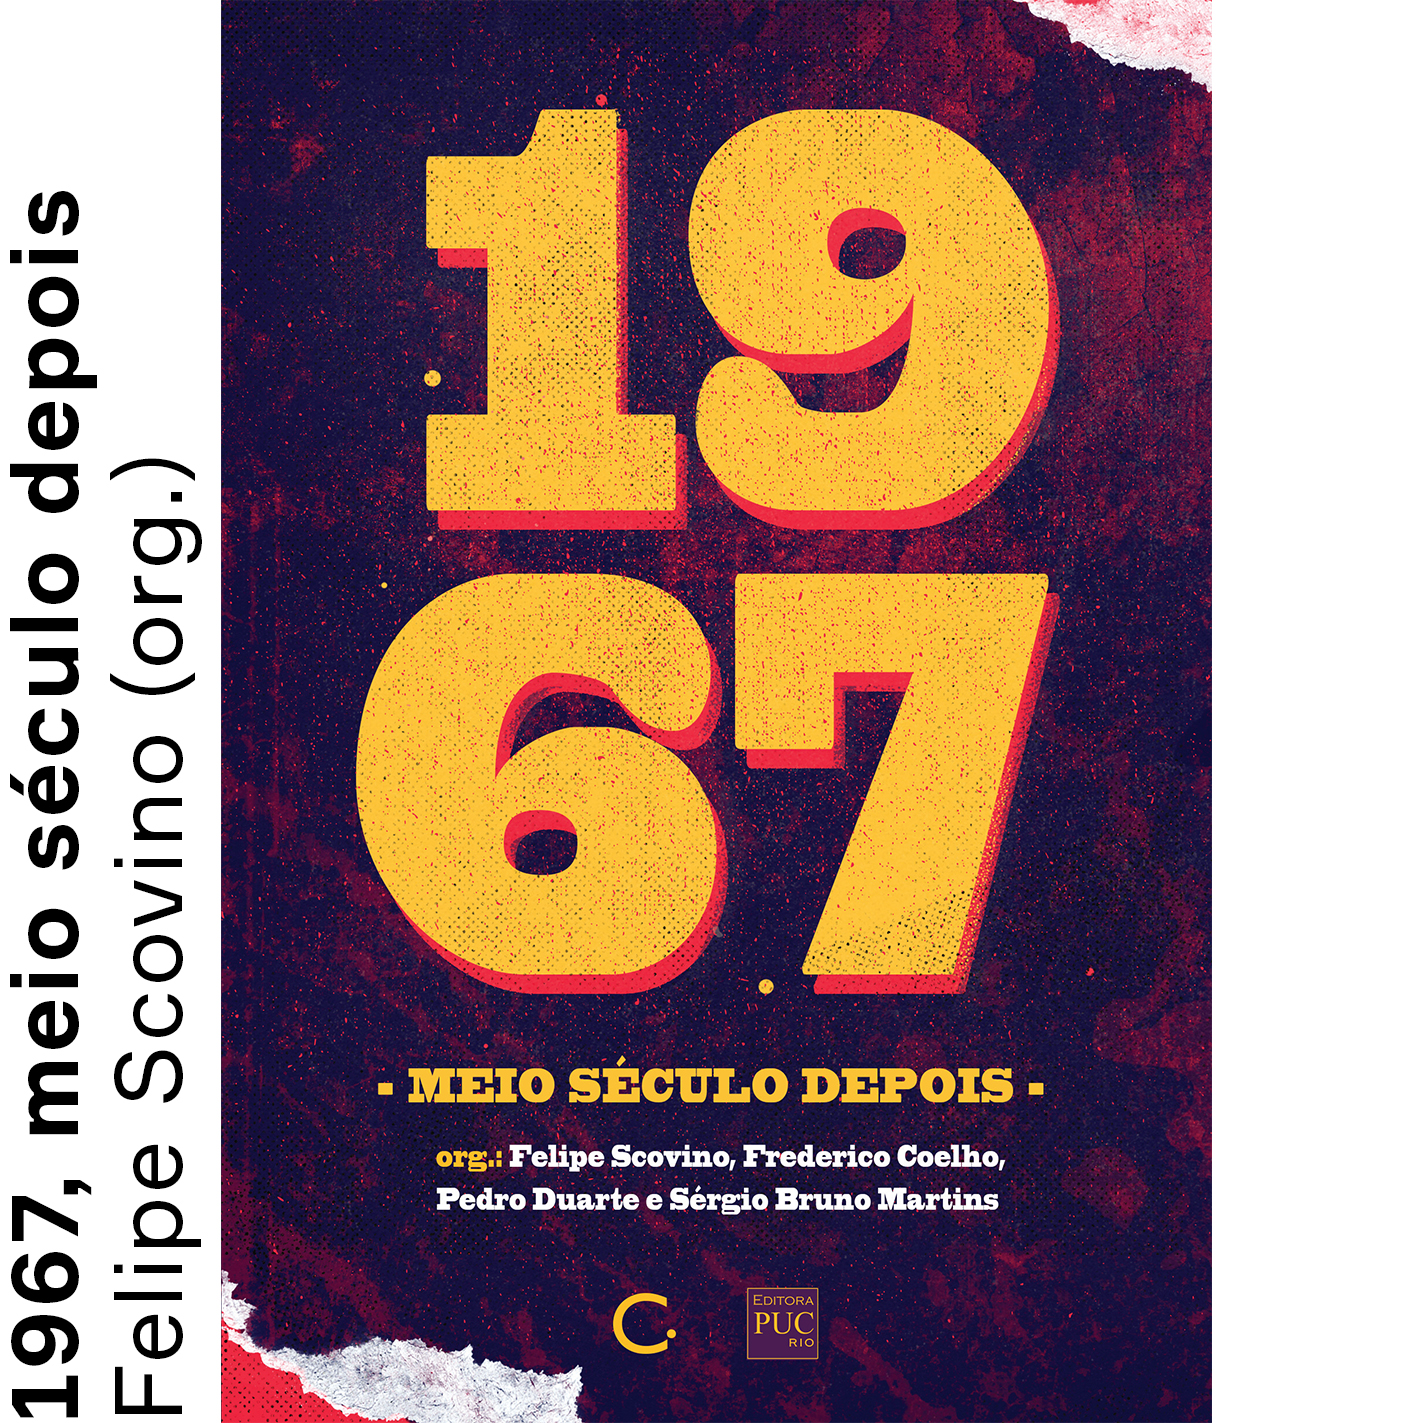 1967, meio século depois
Felipe Scovino (org.)
19
67
- MEIO SÉCULO DEPOIS -
org.: Felipe Scovino, Frederico Coelho,
Pedro Duarte e Sérgio Bruno Martins
C.
EDITORA
PUC
RIO